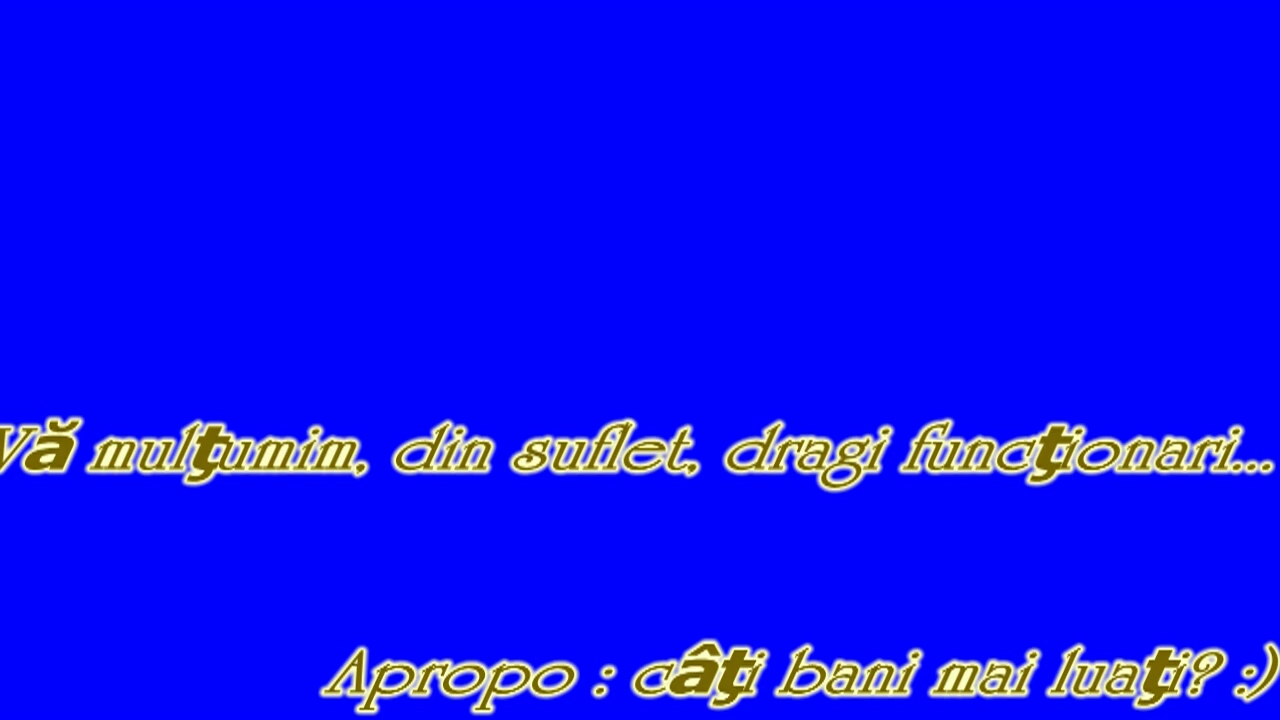 Vă mulţumim, din suflet, dragi funcţionari...
Apropo : câţi bani mai luaţi? :)